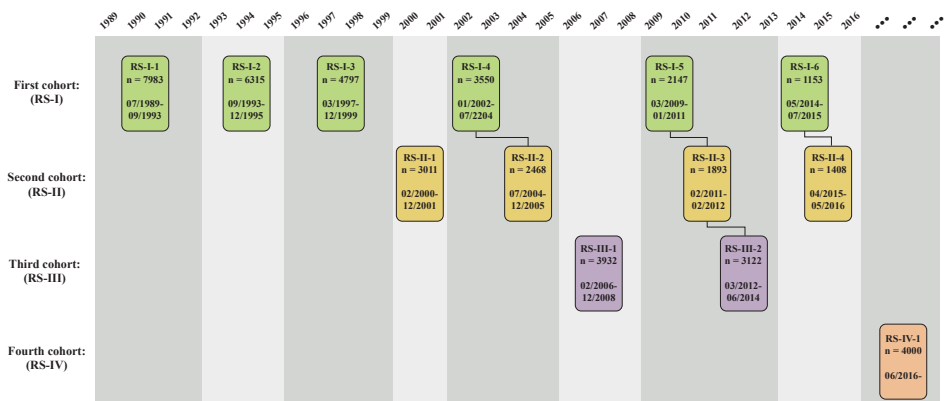 1989 1990 1991 1992 1993 1994 1995 1996 1997 1998 1999 2000 2001 2002 2003 2004 2005 2006 2007 2008 2009 2010 2011 2012 2013 2014 2015 2016
First cohort:
(RS-I)
RS-I-1
n = 7983
07/1989-
09/1993
RS-I-2
n = 6315
09/1993-
12/1995
RS-I-3
n = 4797
03/1997-
12/1999
RS-I-4
n = 3550
01/2002-
07/2204
RS-I-5
n = 2147
03/2009-
01/2011
RS-I-6
n = 1153
05/2014-
07/2015
Second cohort:
(RS-II)
RS-II-1
n = 3011
02/2000-
12/2001
RS-II-2
n = 2468
07/2004-
12/2005
RS-II-3
n = 1893
02/2011-
02/2012
RS-II-4
n = 1408
04/2015-
05/2016
Third cohort:
(RS-III)
RS-III-1
n = 3932
02/2006-
12/2008
RS-III-2
n = 3122
03/2012-
06/2014
Fourth cohort:
(RS-IV)
RS-IV-1
n = 4000
06/2016-